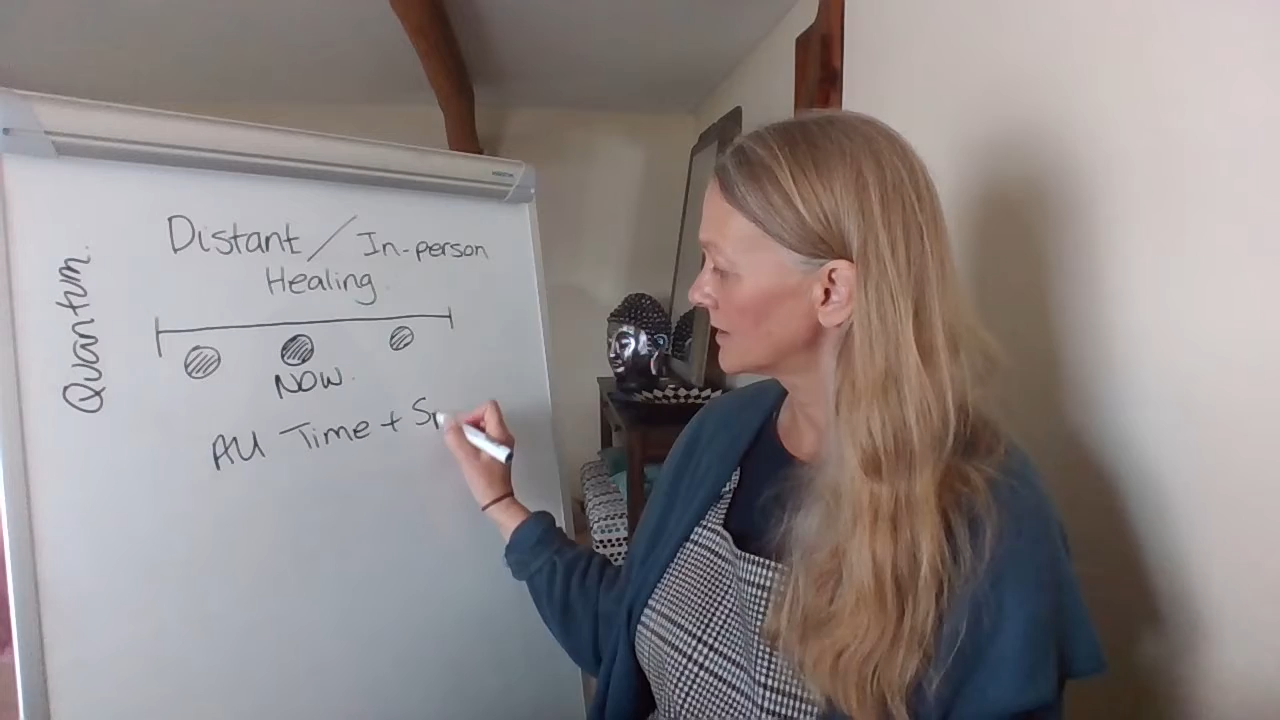 Distant / In-person
Healing
Quantum.
NOW.
All Time +